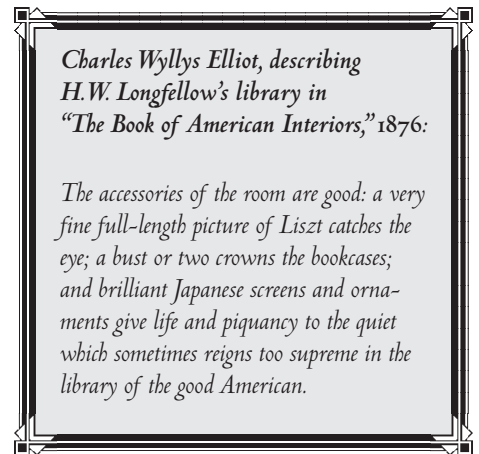 Charles Wyllys Elliot, describing
H.W. Longfellow’s library in
“The Book of American Interiors,” 1876:
The accessories of the room are good: a very
fine full-length picture of Liszt catches the
eye; a bust or two crowns the bookcases;
and brilliant Japanese screens and orna-
ments give life and piquancy to the quiet
which sometimes reigns too supreme in the
library of the good American.